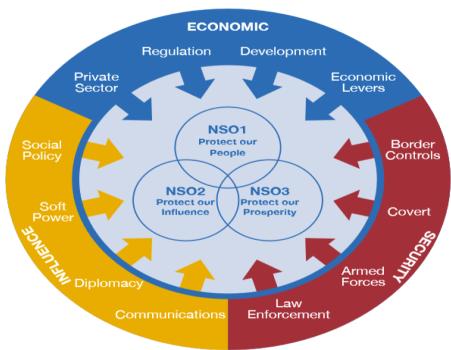 ECONOMIC
Regulation
Development
Private
Sector
Economic
Levers
Social
Policy
NSO1
Protect our
People
Border
Controls
NSO2
Protect our
Influence
NSO3
Protect our
Prosperity
Soft
Power
Covert
INFLUENCE
SECURITY
Diplomacy
Armed
Forces
Communications
Law
Enforcement